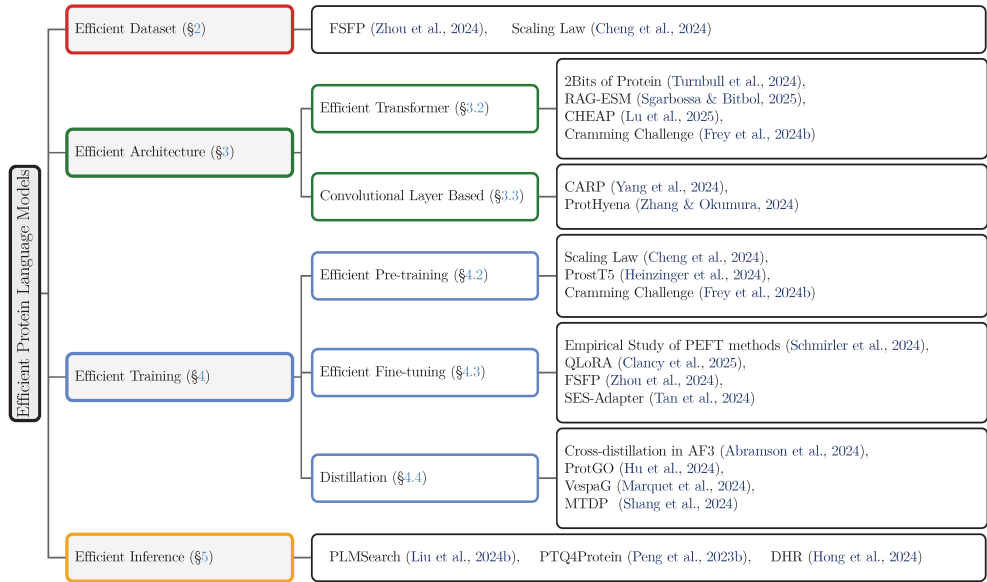 Efficient Protein Language Models
Efficient Dataset (§2)
FSFP (Zhou et al., 2024), Scaling Law (Cheng et al., 2024)
Efficient Architecture (§3)
Efficient Transformer (§3.2)
2Bits of Protein (Turnbull et al., 2024),
RAG-ESM (Sgarbossa & Bitbol, 2025),
CHEAP (Lu et al., 2025),
Cramming Challenge (Frey et al., 2024b)
Convolutional Layer Based (§3.3)
CARP (Yang et al., 2024),
ProtHyena (Zhang & Okumura, 2024)
Efficient Training (§4)
Efficient Pre-training (§4.2)
Scaling Law (Cheng et al., 2024),
ProstT5 (Heinzinger et al., 2024),
Cramming Challenge (Frey et al., 2024b)
Efficient Fine-tuning (§4.3)
Empirical Study of PEFT methods (Schmirler et al., 2024),
QLoRA (Clancy et al., 2025),
FSFP (Zhou et al., 2024),
SES-Adapter (Tan et al., 2024)
Distillation (§4.4)
Cross-distillation in AF3 (Abramson et al., 2024),
ProtGO (Hu et al., 2024),
VespaG (Marquet et al., 2024),
MTDP (Shang et al., 2024)
Efficient Inference (§5)
PLMSearch (Liu et al., 2024b), PTQ4Protein (Peng et al., 2023b), DHR (Hong et al., 2024)